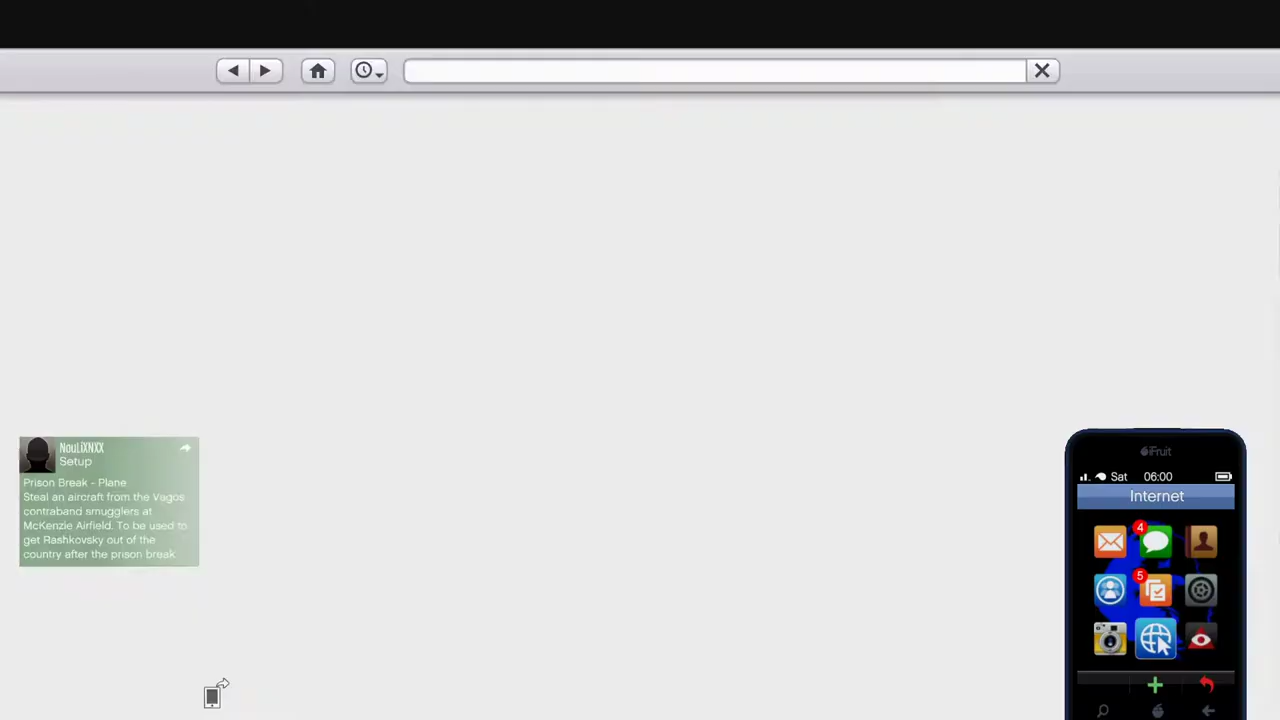 NouLiXNXX
Setup
Prison Break - Plane
Steal an aircraft from the Vagos
contraband smugglers at
McKenzie Airfield. To be used to
get Rashkovsky out of the
country after the prison break.
iFruit
Sat 06:00
Internet
4
5